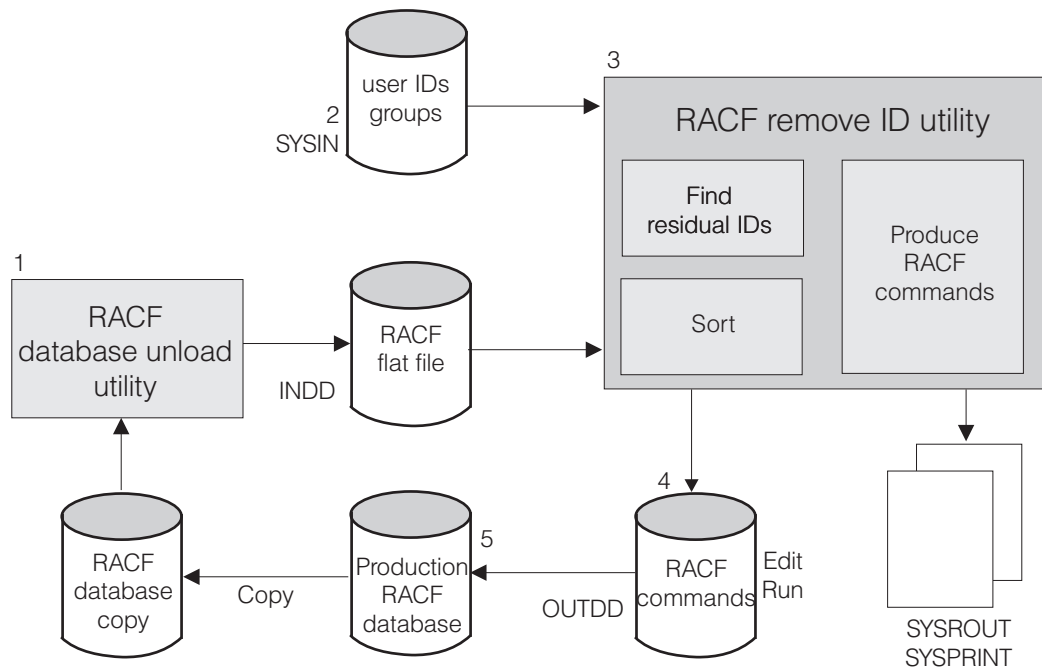 2
SYSIN
user IDs
groups
3
RACF remove ID utility
Find
residual IDs
Sort
Produce
RACF
commands
1
RACF
database unload
utility
INDD
RACF
flat file
4
RACF
commands
Edit
Run
OUTDD
5
Production
RACF
database
Copy
RACF
database
copy
SYSROUT
SYSPRINT